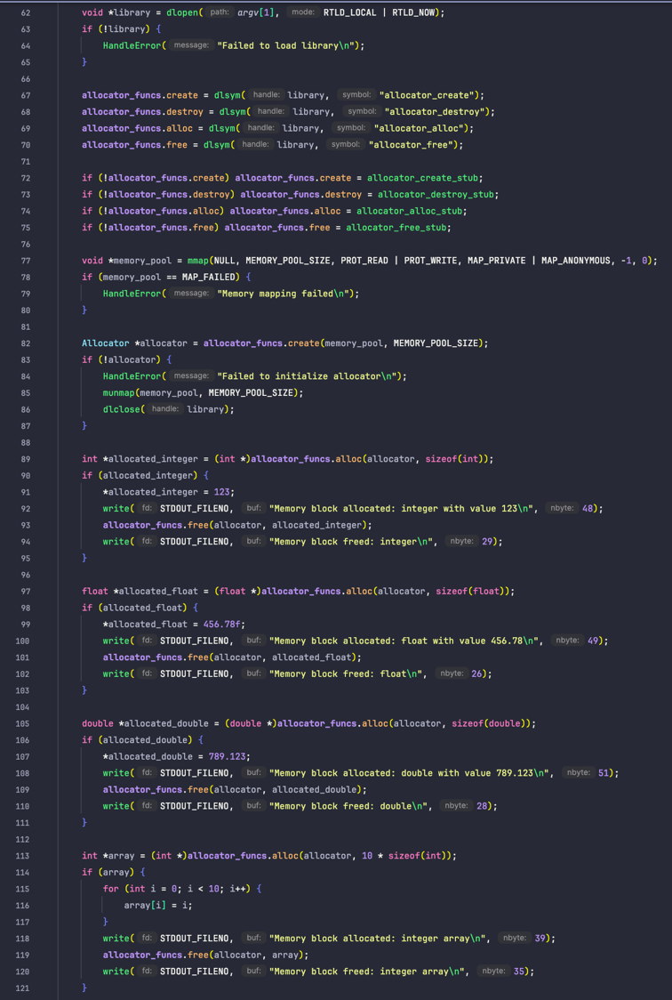 62 void *library = dlopen( path: argv[1], mode: RTLD_LOCAL | RTLD_NOW);
63 if (!library) {
64 HandleError( message: "Failed to load library\n");
65 }
66
67 allocator_funcs.create = dlsym( handle: library, symbol: "allocator_create");
68 allocator_funcs.destroy = dlsym( handle: library, symbol: "allocator_destroy");
69 allocator_funcs.alloc = dlsym( handle: library, symbol: "allocator_alloc");
70 allocator_funcs.free = dlsym( handle: library, symbol: "allocator_free");
71
72 if (!allocator_funcs.create) allocator_funcs.create = allocator_create_stub;
73 if (!allocator_funcs.destroy) allocator_funcs.destroy = allocator_destroy_stub;
74 if (!allocator_funcs.alloc) allocator_funcs.alloc = allocator_alloc_stub;
75 if (!allocator_funcs.free) allocator_funcs.free = allocator_free_stub;
76
77 void *memory_pool = mmap(NULL, MEMORY_POOL_SIZE, PROT_READ | PROT_WRITE, MAP_PRIVATE | MAP_ANONYMOUS, -1, 0);
78 if (memory_pool == MAP_FAILED) {
79 HandleError( message: "Memory mapping failed\n");
80 }
81
82 Allocator *allocator = allocator_funcs.create(memory_pool, MEMORY_POOL_SIZE);
83 if (!allocator) {
84 HandleError( message: "Failed to initialize allocator\n");
85 munmap(memory_pool, MEMORY_POOL_SIZE);
86 dlclose( handle: library);
87 }
88
89 int *allocated_integer = (int *)allocator_funcs.alloc(allocator, sizeof(int));
90 if (allocated_integer) {
91 *allocated_integer = 123;
92 write( fd: STDOUT_FILENO, buf: "Memory block allocated: integer with value 123\n", nbyte: 48);
93 allocator_funcs.free(allocator, allocated_integer);
94 write( fd: STDOUT_FILENO, buf: "Memory block freed: integer\n", nbyte: 29);
95 }
96
97 float *allocated_float = (float *)allocator_funcs.alloc(allocator, sizeof(float));
98 if (allocated_float) {
99 *allocated_float = 456.78f;
100 write( fd: STDOUT_FILENO, buf: "Memory block allocated: float with value 456.78\n", nbyte: 49);
101 allocator_funcs.free(allocator, allocated_float);
102 write( fd: STDOUT_FILENO, buf: "Memory block freed: float\n", nbyte: 26);
103 }
104
105 double *allocated_double = (double *)allocator_funcs.alloc(allocator, sizeof(double));
106 if (allocated_double) {
107 *allocated_double = 789.123;
108 write( fd: STDOUT_FILENO, buf: "Memory block allocated: double with value 789.123\n", nbyte: 51);
109 allocator_funcs.free(allocator, allocated_double);
110 write( fd: STDOUT_FILENO, buf: "Memory block freed: double\n", nbyte: 28);
111 }
112
113 int *array = (int *)allocator_funcs.alloc(allocator, 10 * sizeof(int));
114 if (array) {
115 for (int i = 0; i < 10; i++) {
116 array[i] = i;
117 }
118 write( fd: STDOUT_FILENO, buf: "Memory block allocated: integer array\n", nbyte: 39);
119 allocator_funcs.free(allocator, array);
120 write( fd: STDOUT_FILENO, buf: "Memory block freed: integer array\n", nbyte: 35);
121 }